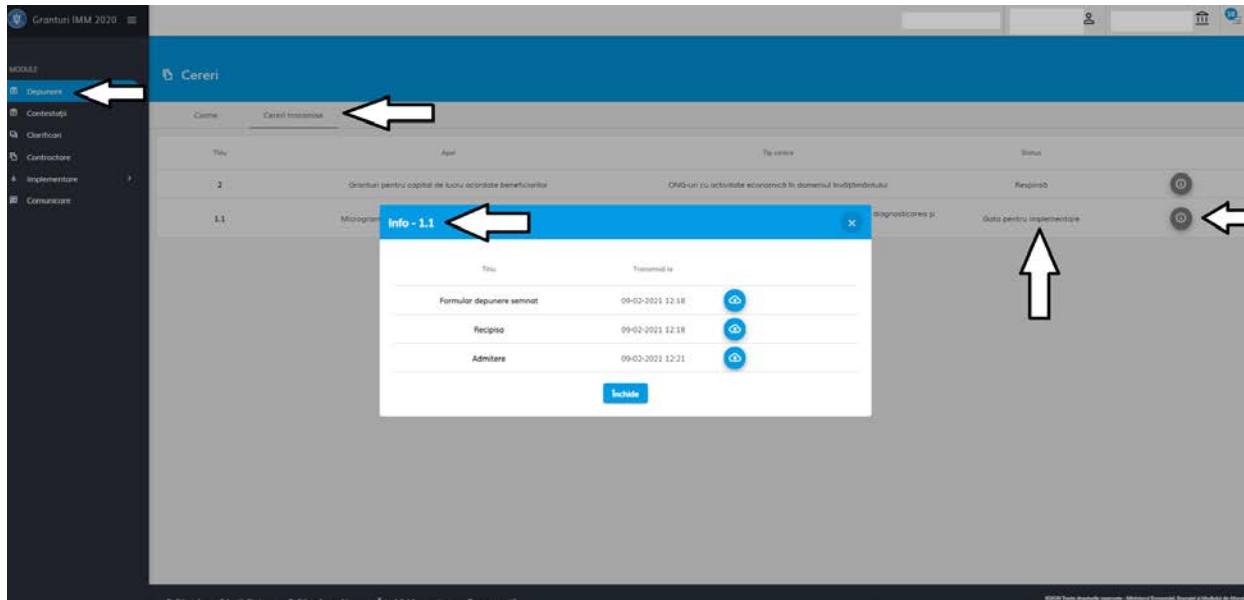 Granturi IMM 2020
MODULE
Depunere
Contestații
Clarificari
Contractare
Implementare
Comunicare
Cereri
Ciorne Cereri transmise
Titlu Apel Tip cerere Status
2 Granturi pentru capital de lucru acordate beneficiarilor ONG-uri cu activitate economică în domeniul învățământului Respinsă
1.1 diagnosticarea și Gata pentru implementare
Info - 1.1
Titlu Transmisă la
Formular depunere semnat 09-02-2021 12:18
Recipisa 09-02-2021 12:18
Admitere 09-02-2021 12:21
Închide